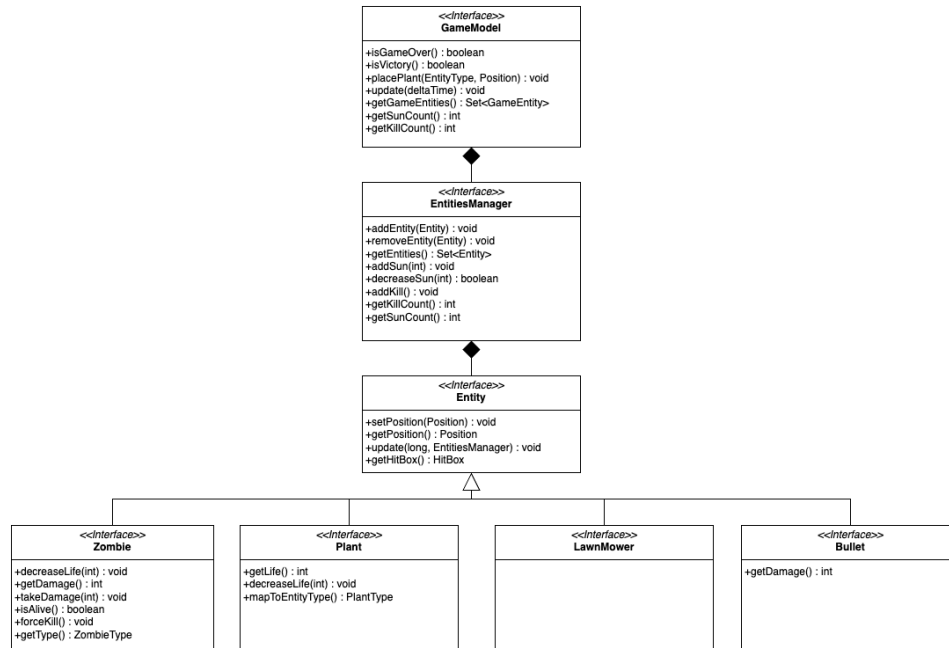 <<Interface>>
GameModel
+isGameOver() : boolean
+isVictory() : boolean
+placePlant(EntityType, Position) : void
+update(deltaTime) : void
+getGameEntities() : Set<GameEntity>
+getSunCount() : int
+getKillCount() : int
<<Interface>>
EntitiesManager
+addEntity(Entity) : void
+removeEntity(Entity) : void
+getEntities() : Set<Entity>
+addSun(int) : void
+decreaseSun(int) : boolean
+addKill() : void
+getKillCount() : int
+getSunCount() : int
<<Interface>>
Entity
+setPosition(Position) : void
+getPosition() : Position
+update(long, EntitiesManager) : void
+getHitBox() : HitBox
<<Interface>>
Zombie
+decreaseLife(int) : void
+getDamage() : int
+takeDamage(int) : void
+isAlive() : boolean
+forceKill() : void
+getType() : ZombieType
<<Interface>>
Plant
+getLife() : int
+decreaseLife(int) : void
+mapToEntityType() : PlantType
<<Interface>>
LawnMower
<<Interface>>
Bullet
+getDamage() : int